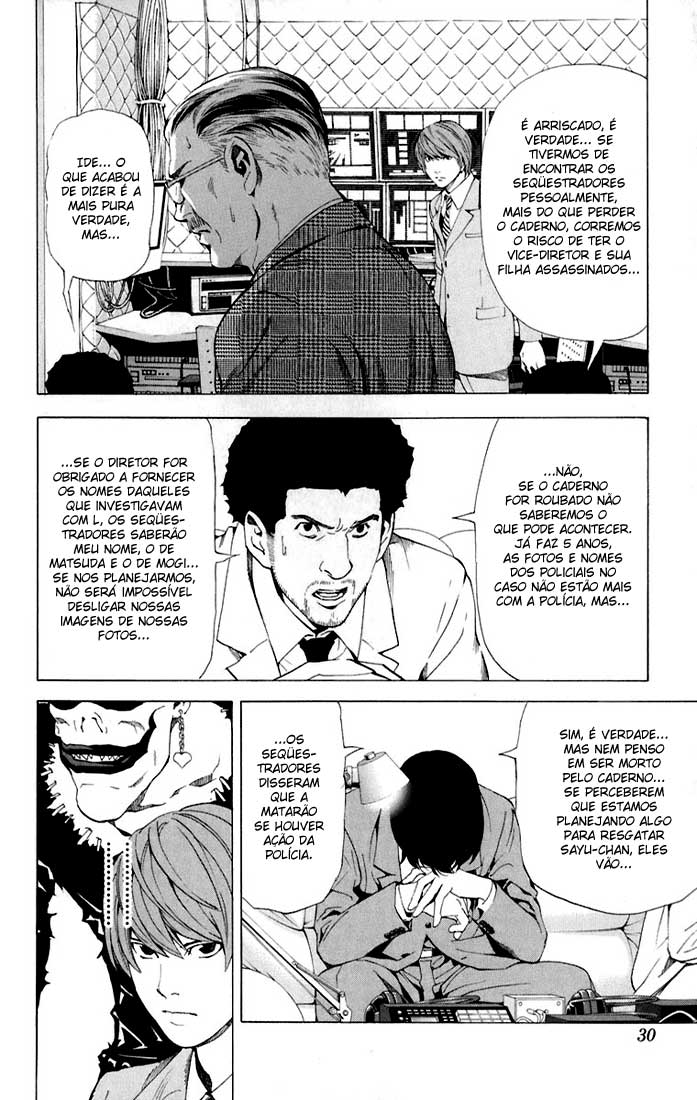 É ARRISCADO, É
VERDADE... SE
TIVERMOS DE
ENCONTRAR OS
SEQÜESTRADORES
PESSOALMENTE,
MAIS DO QUE PERDER
O CADERNO, CORREMOS
O RISCO DE TER O
VICE-DIRETOR E SUA
FILHA ASSASSINADOS...
IDE... O
QUE ACABOU
DE DIZER É A
MAIS PURA
VERDADE,
MAS...
NÃO,
SE O CADERNO
FOR ROUBADO NÃO
SABEREMOS O
QUE PODE ACONTECER.
JÁ FAZ 5 ANOS,
AS FOTOS E NOMES
DOS POLICIAIS NO
CASO NÃO ESTÃO MAIS
COM A POLÍCIA, MAS...
...SE O DIRETOR FOR
OBRIGADO A FORNECER
OS NOMES DAQUELES
QUE INVESTIGAVAM
COM L, OS SEQÜES-
TRADORES SABERÃO
MEU NOME, O DE
MATSUDA E O DE MOGI...
SE NOS PLANEJARMOS,
NÃO SERÁ IMPOSSÍVEL
DESLIGAR NOSSAS
IMAGENS DE NOSSAS
FOTOS...
SIM, É VERDADE...
MAS NEM PENSO
EM SER MORTO
PELO CADERNO...
SE PERCEBEREM
QUE ESTAMOS
PLANEJANDO ALGO
PARA RESGATAR
SAYU-CHAN, ELES
VÃO...
...OS
SEQÜES-
TRADORES
DISSERAM
QUE A
MATARÃO
SE HOUVER
AÇÃO DA
POLÍCIA.
30